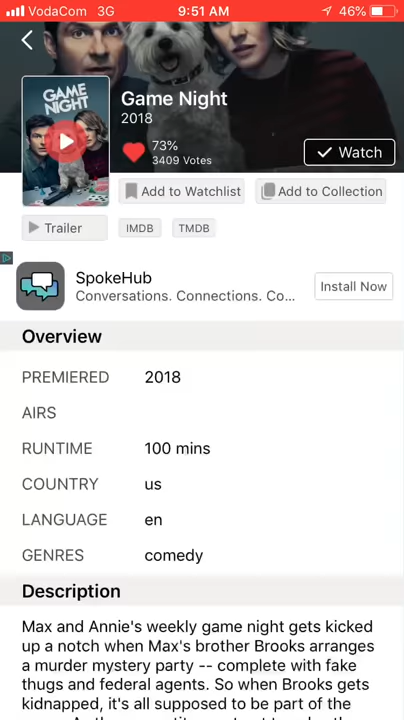 VodaCom 3G 9:51 AM 46%
GAME
NIGHT
Game Night
2018
73%
3409 Votes
Watch
Add to Watchlist Add to Collection
Trailer IMDB TMDB
SpokeHub
Conversations. Connections. Co...
Install Now
Overview
PREMIERED 2018
AIRS
RUNTIME 100 mins
COUNTRY us
LANGUAGE en
GENRES comedy
Description
Max and Annie's weekly game night gets kicked
up a notch when Max's brother Brooks arranges
a murder mystery party -- complete with fake
thugs and federal agents. So when Brooks gets
kidnapped, it's all supposed to be part of the